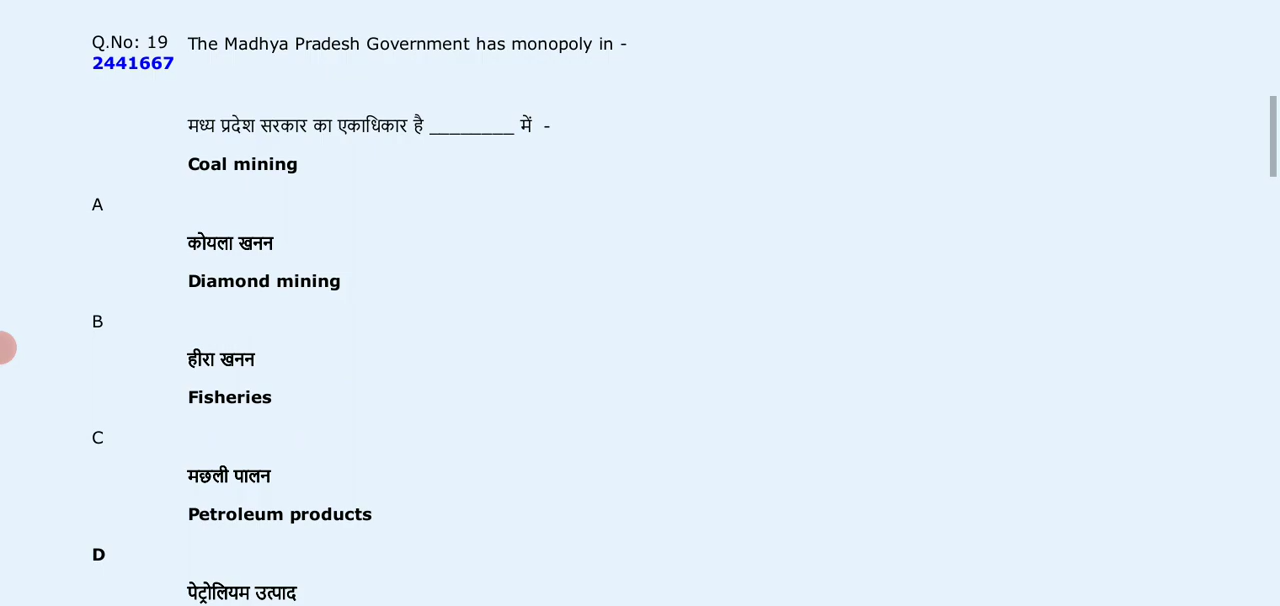 Q.No: 19 The Madhya Pradesh Government has monopoly in -
2441667
मध्य प्रदेश सरकार का एकाधिकार है ________ में -
Coal mining
A
कोयला खनन
Diamond mining
B
हीरा खनन
Fisheries
C
मछली पालन
Petroleum products
D
पेट्रोलियम उत्पाद